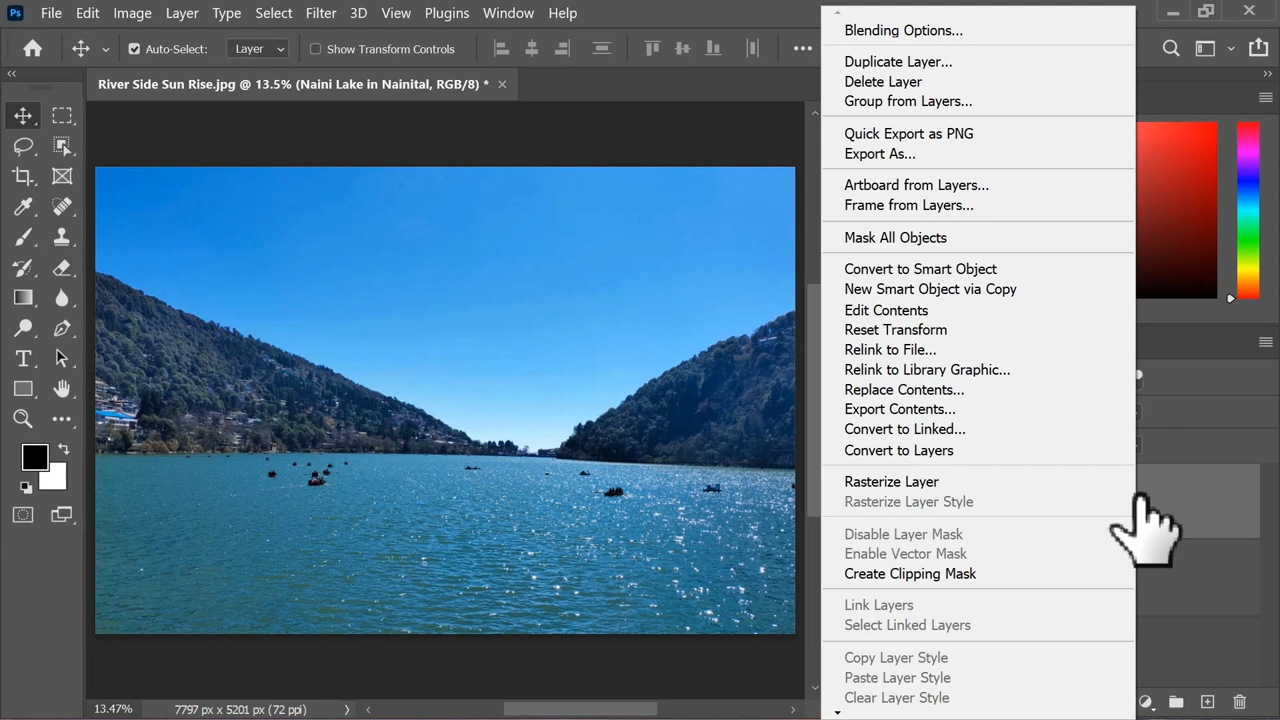 Ps File Edit Image Layer Type Select Filter 3D View Plugins Window Help
Auto-Select: Layer Show Transform Controls
River Side Sun Rise.jpg @ 13.5% (Naini Lake in Nainital, RGB/8) *
Blending Options...
Duplicate Layer...
Delete Layer
Group from Layers...
Quick Export as PNG
Export As...
Artboard from Layers...
Frame from Layers...
Mask All Objects
Convert to Smart Object
New Smart Object via Copy
Edit Contents
Reset Transform
Relink to File...
Relink to Library Graphic...
Replace Contents...
Export Contents...
Convert to Linked...
Convert to Layers
Rasterize Layer
Rasterize Layer Style
Disable Layer Mask
Enable Vector Mask
Create Clipping Mask
Link Layers
Select Linked Layers
Copy Layer Style
Paste Layer Style
Clear Layer Style
13.47% 7797 px x 5201 px (72 ppi)